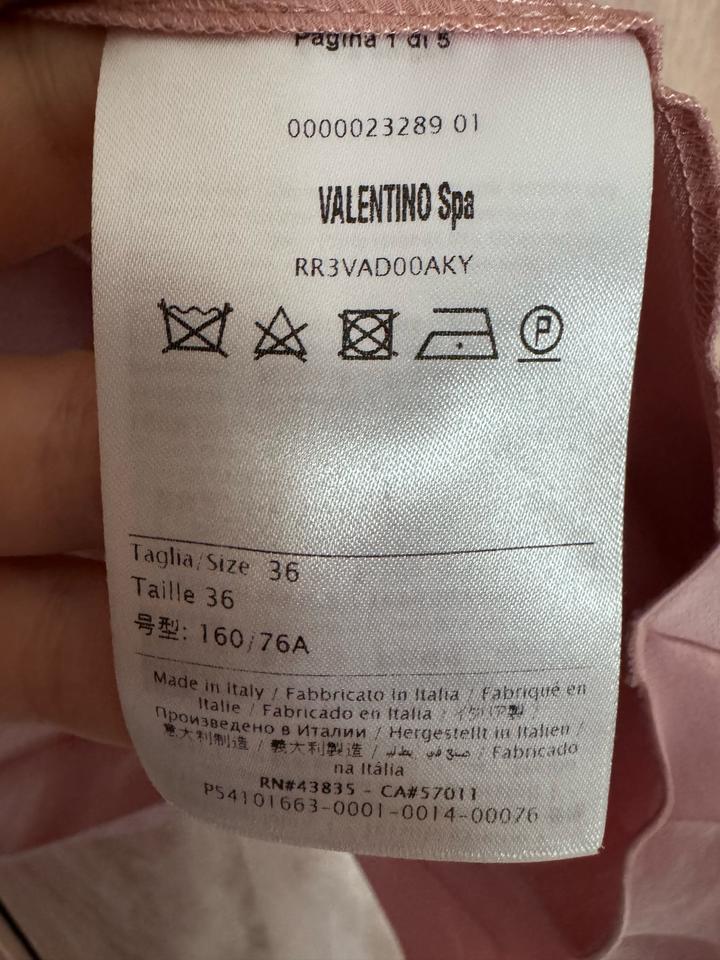 Pagina 1 di 5
0000023289 01
VALENTINO Spa
RR3VAD00AKY
P
Taglia/Size 36
Taille 36
号型: 160/76A
Made in Italy / Fabbricato in Italia / Fabriqué en
Italie / Fabricado en Italia / イタリア製 /
Произведено в Италии / Hergestellt in Italien /
意大利制造 / 義大利製造 / صنع في إيطاليا / Fabricado
na Itália
RN#43835 - CA#57011
P54101663-0001-0014-00076